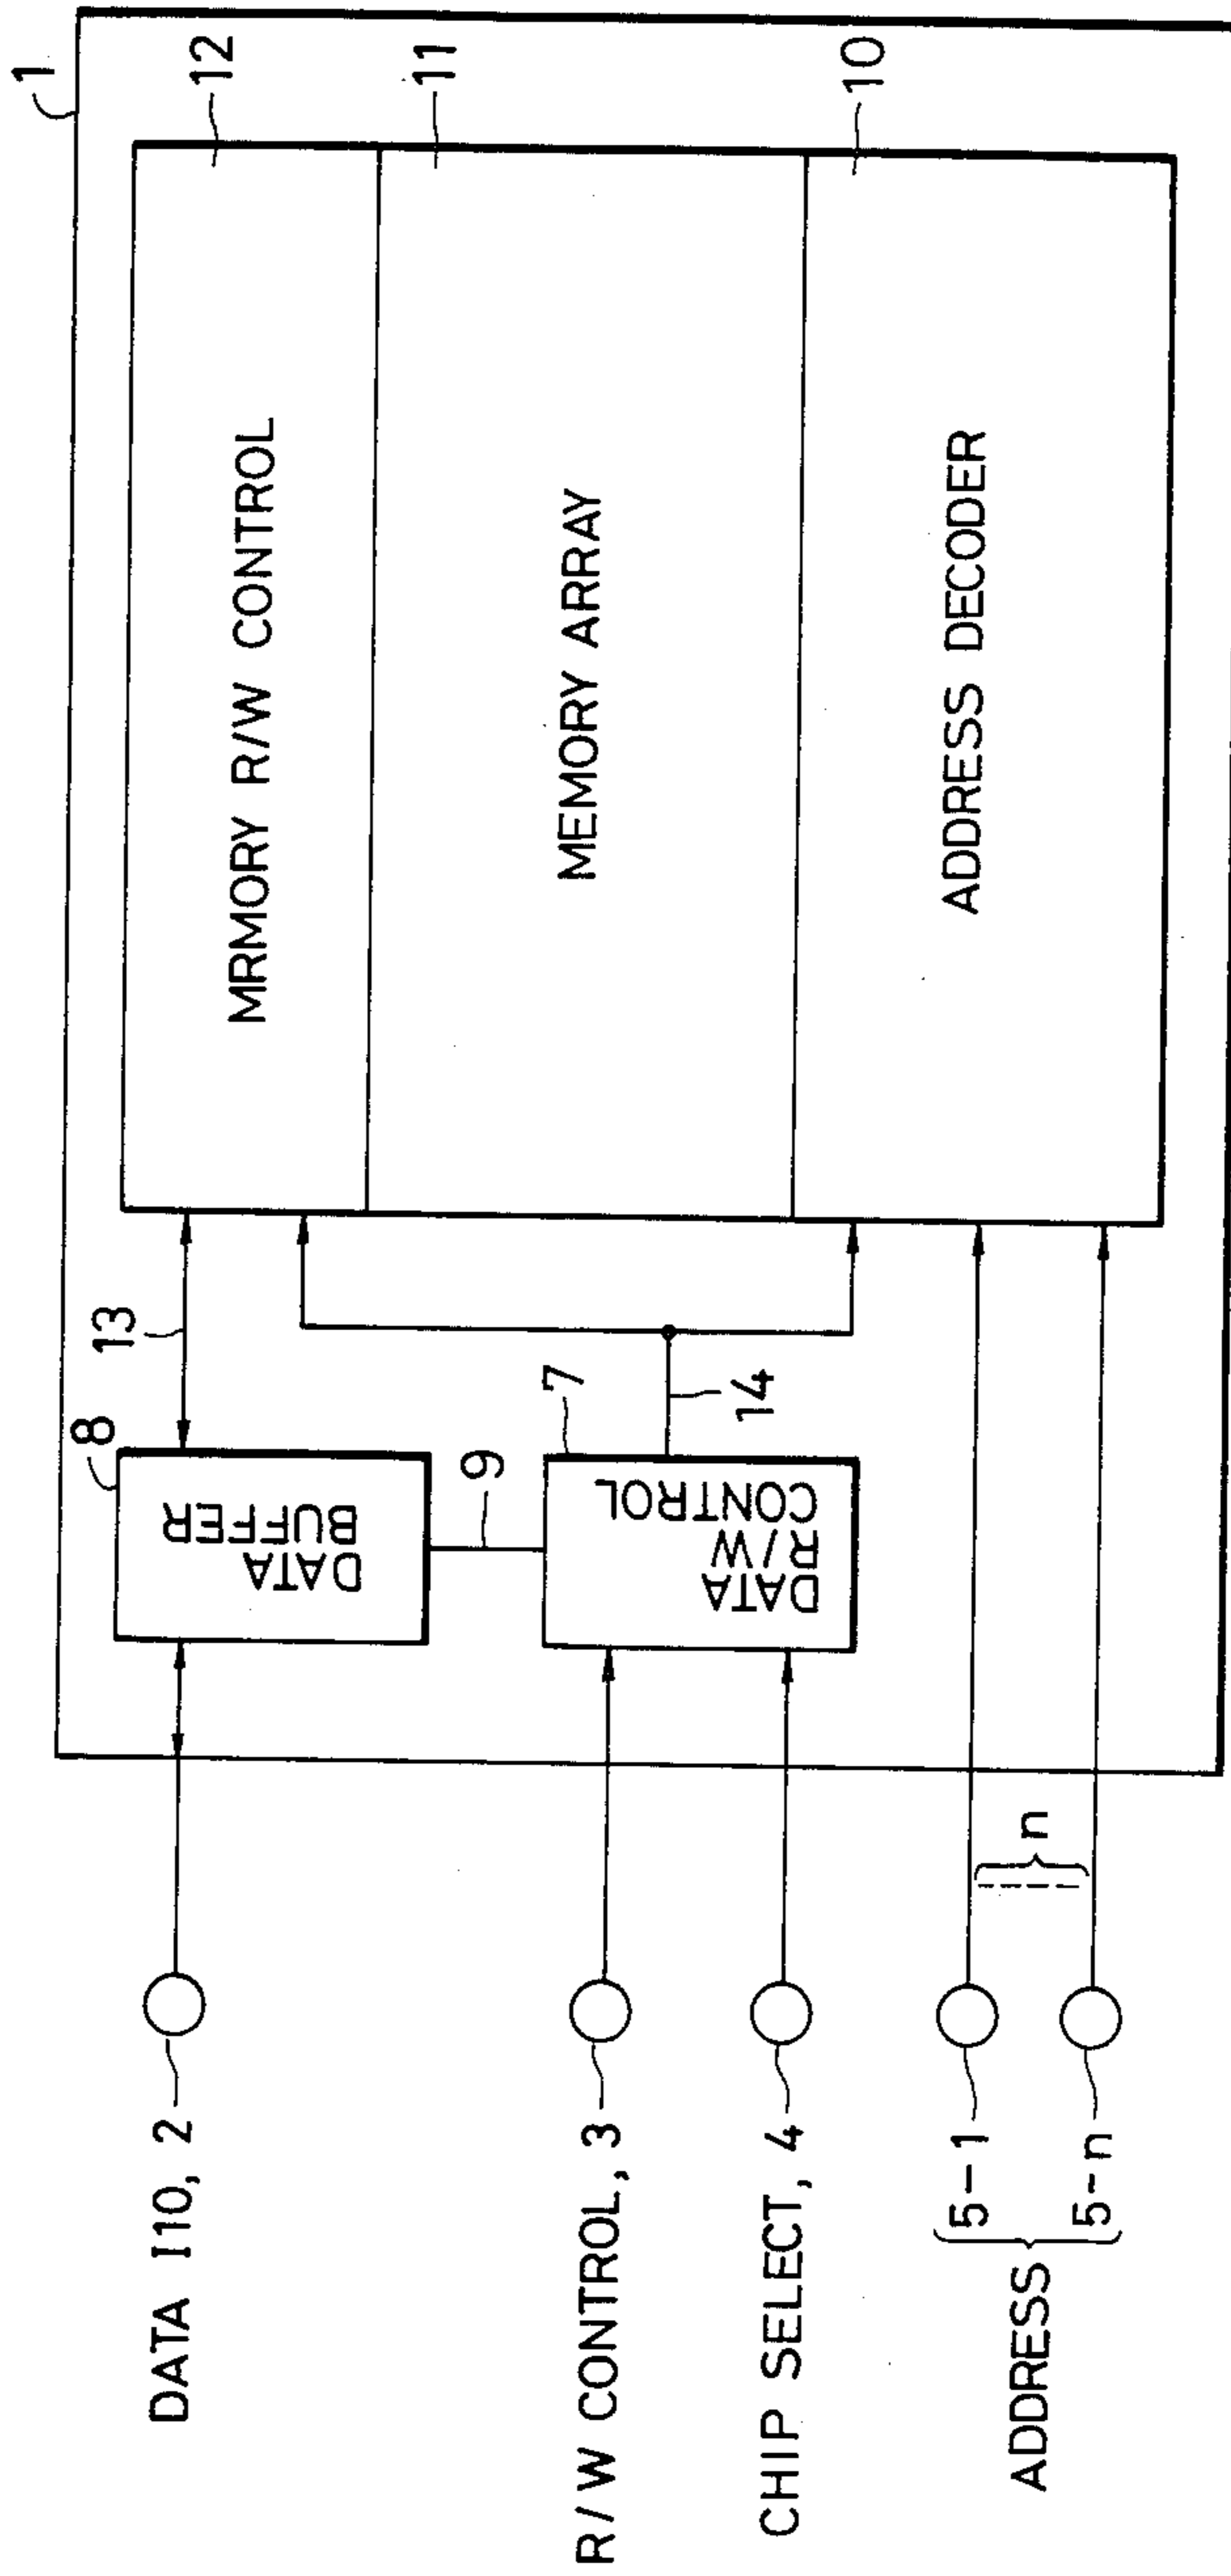 1
12
11
10
MRMORY R/W CONTROL
MEMORY ARRAY
ADDRESS DECODER
13
14
8
DATA
BUFFER
9
7
DATA
R/W
CONTROL
n
DATA I10, 2
R/W CONTROL, 3
CHIP SELECT, 4
ADDRESS
5-1
5-n